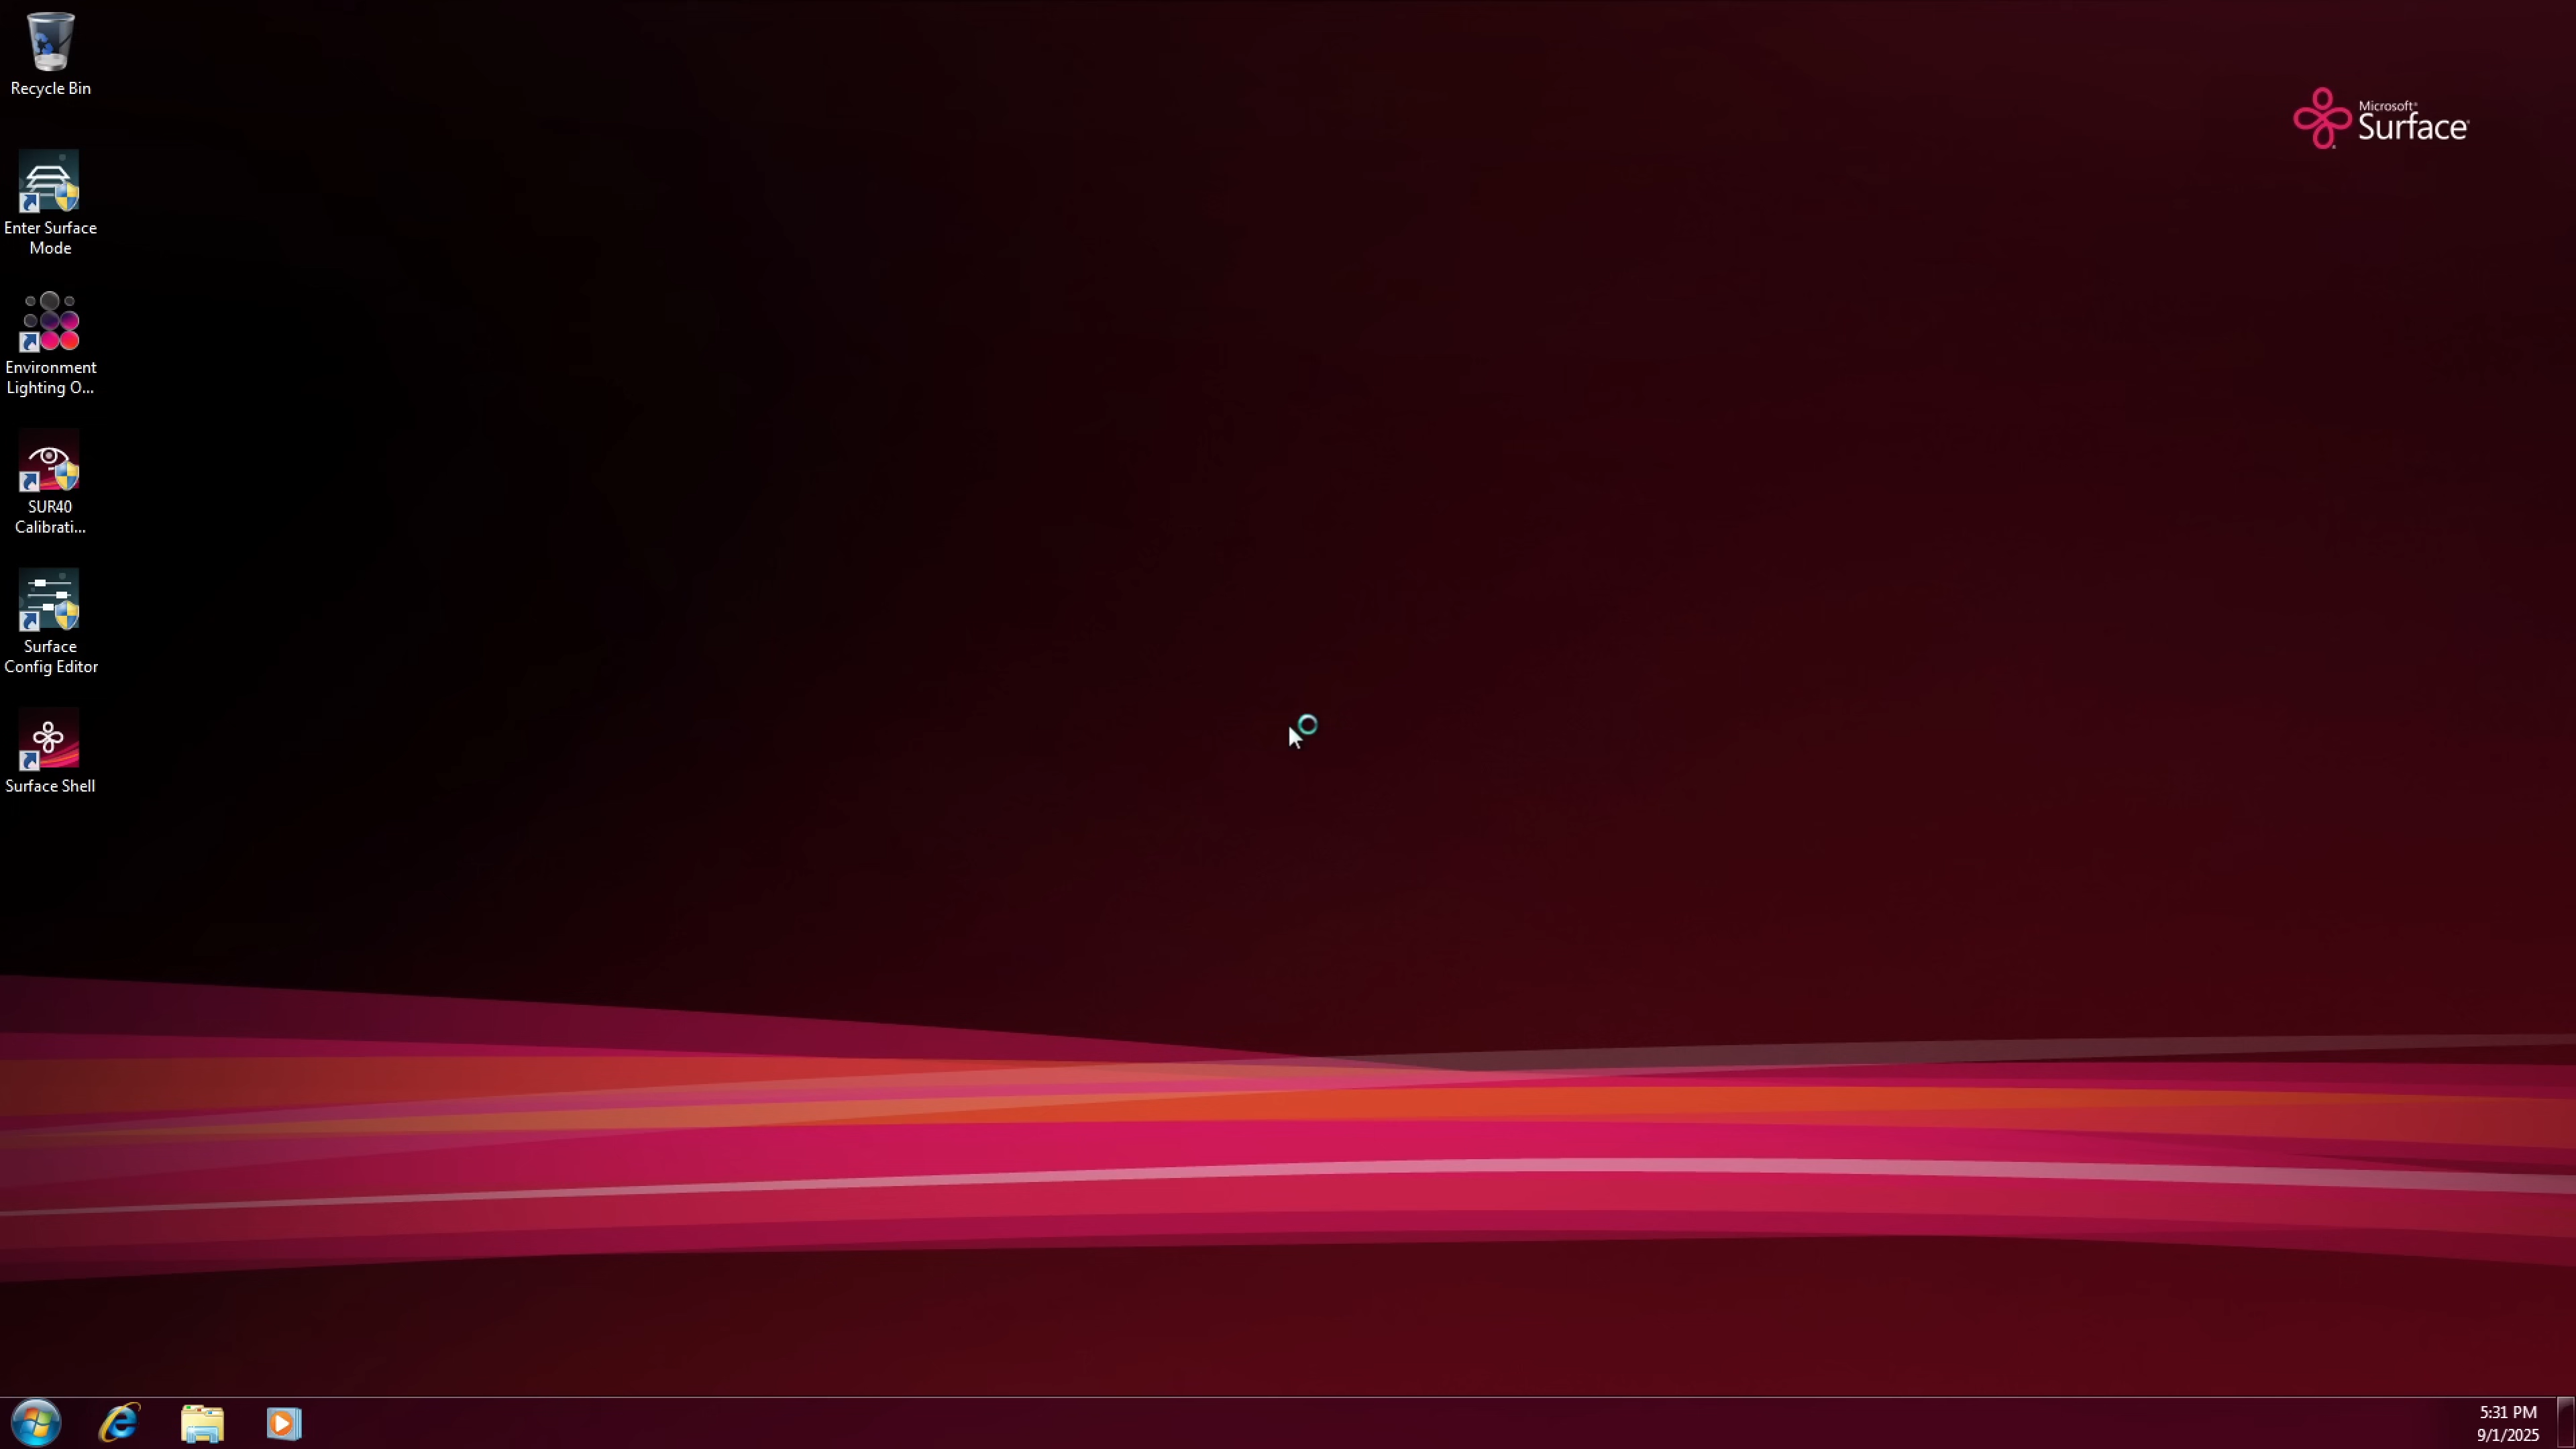 Recycle Bin
Microsoft®
Surface®
Enter Surface
Mode
Environment
Lighting O...
SUR40
Calibrati...
Surface
Config Editor
Surface Shell
5:31 PM
9/1/2025